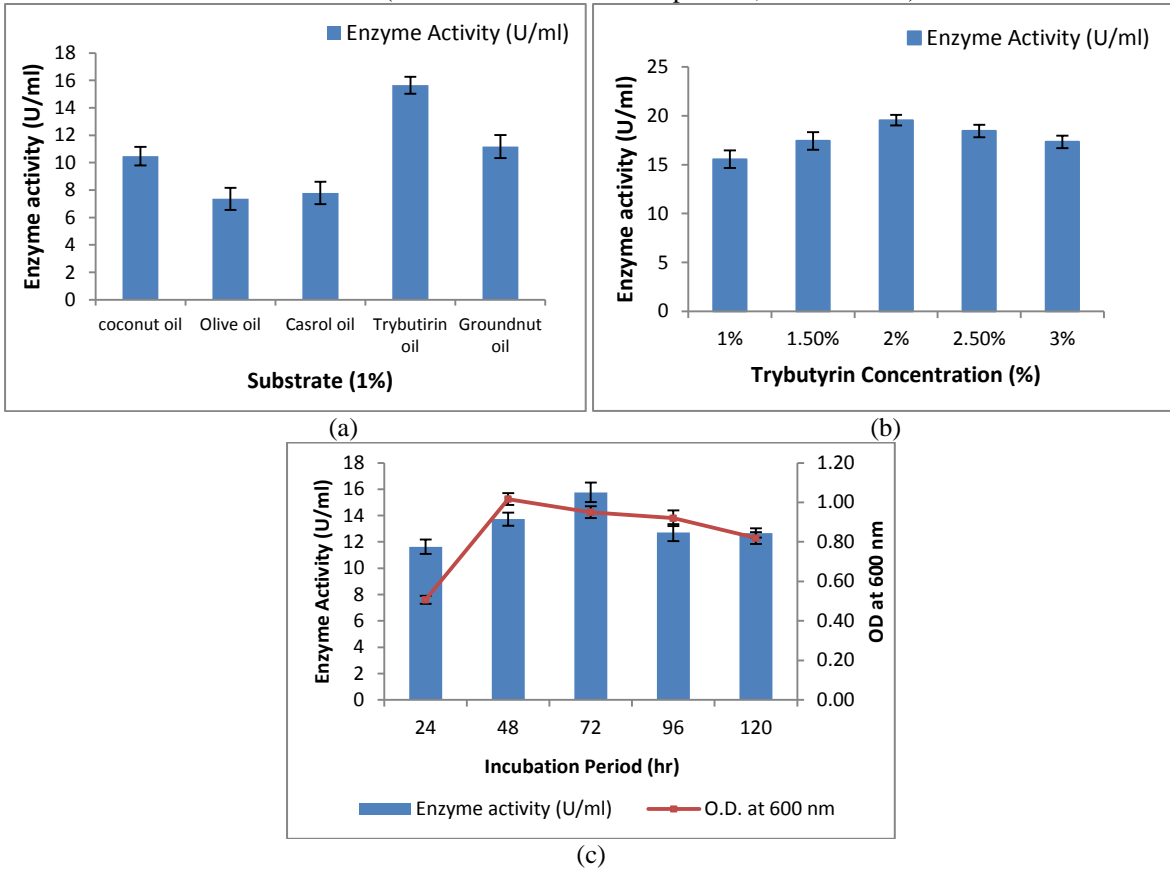 Enzyme Activity (U/ml)
Enzyme activity (U/ml)
18
16
14
12
10
8
6
4
2
0
coconut oil Olive oil Casrol oil Trybutirin oil Groundnut oil
Substrate (1%)
(a)
Enzyme Activity (U/ml)
Enzyme activity (U/ml)
25
20
15
10
5
0
1% 1.50% 2% 2.50% 3%
Trybutyrin Concentration (%)
(b)
Enzyme Activity (U/ml)
18
16
14
12
10
8
6
4
2
0
1.20
1.00
0.80
0.60
0.40
0.20
0.00
OD at 600 nm
24 48 72 96 120
Incubation Period (hr)
Enzyme activity (U/ml) O.D. at 600 nm
(c)